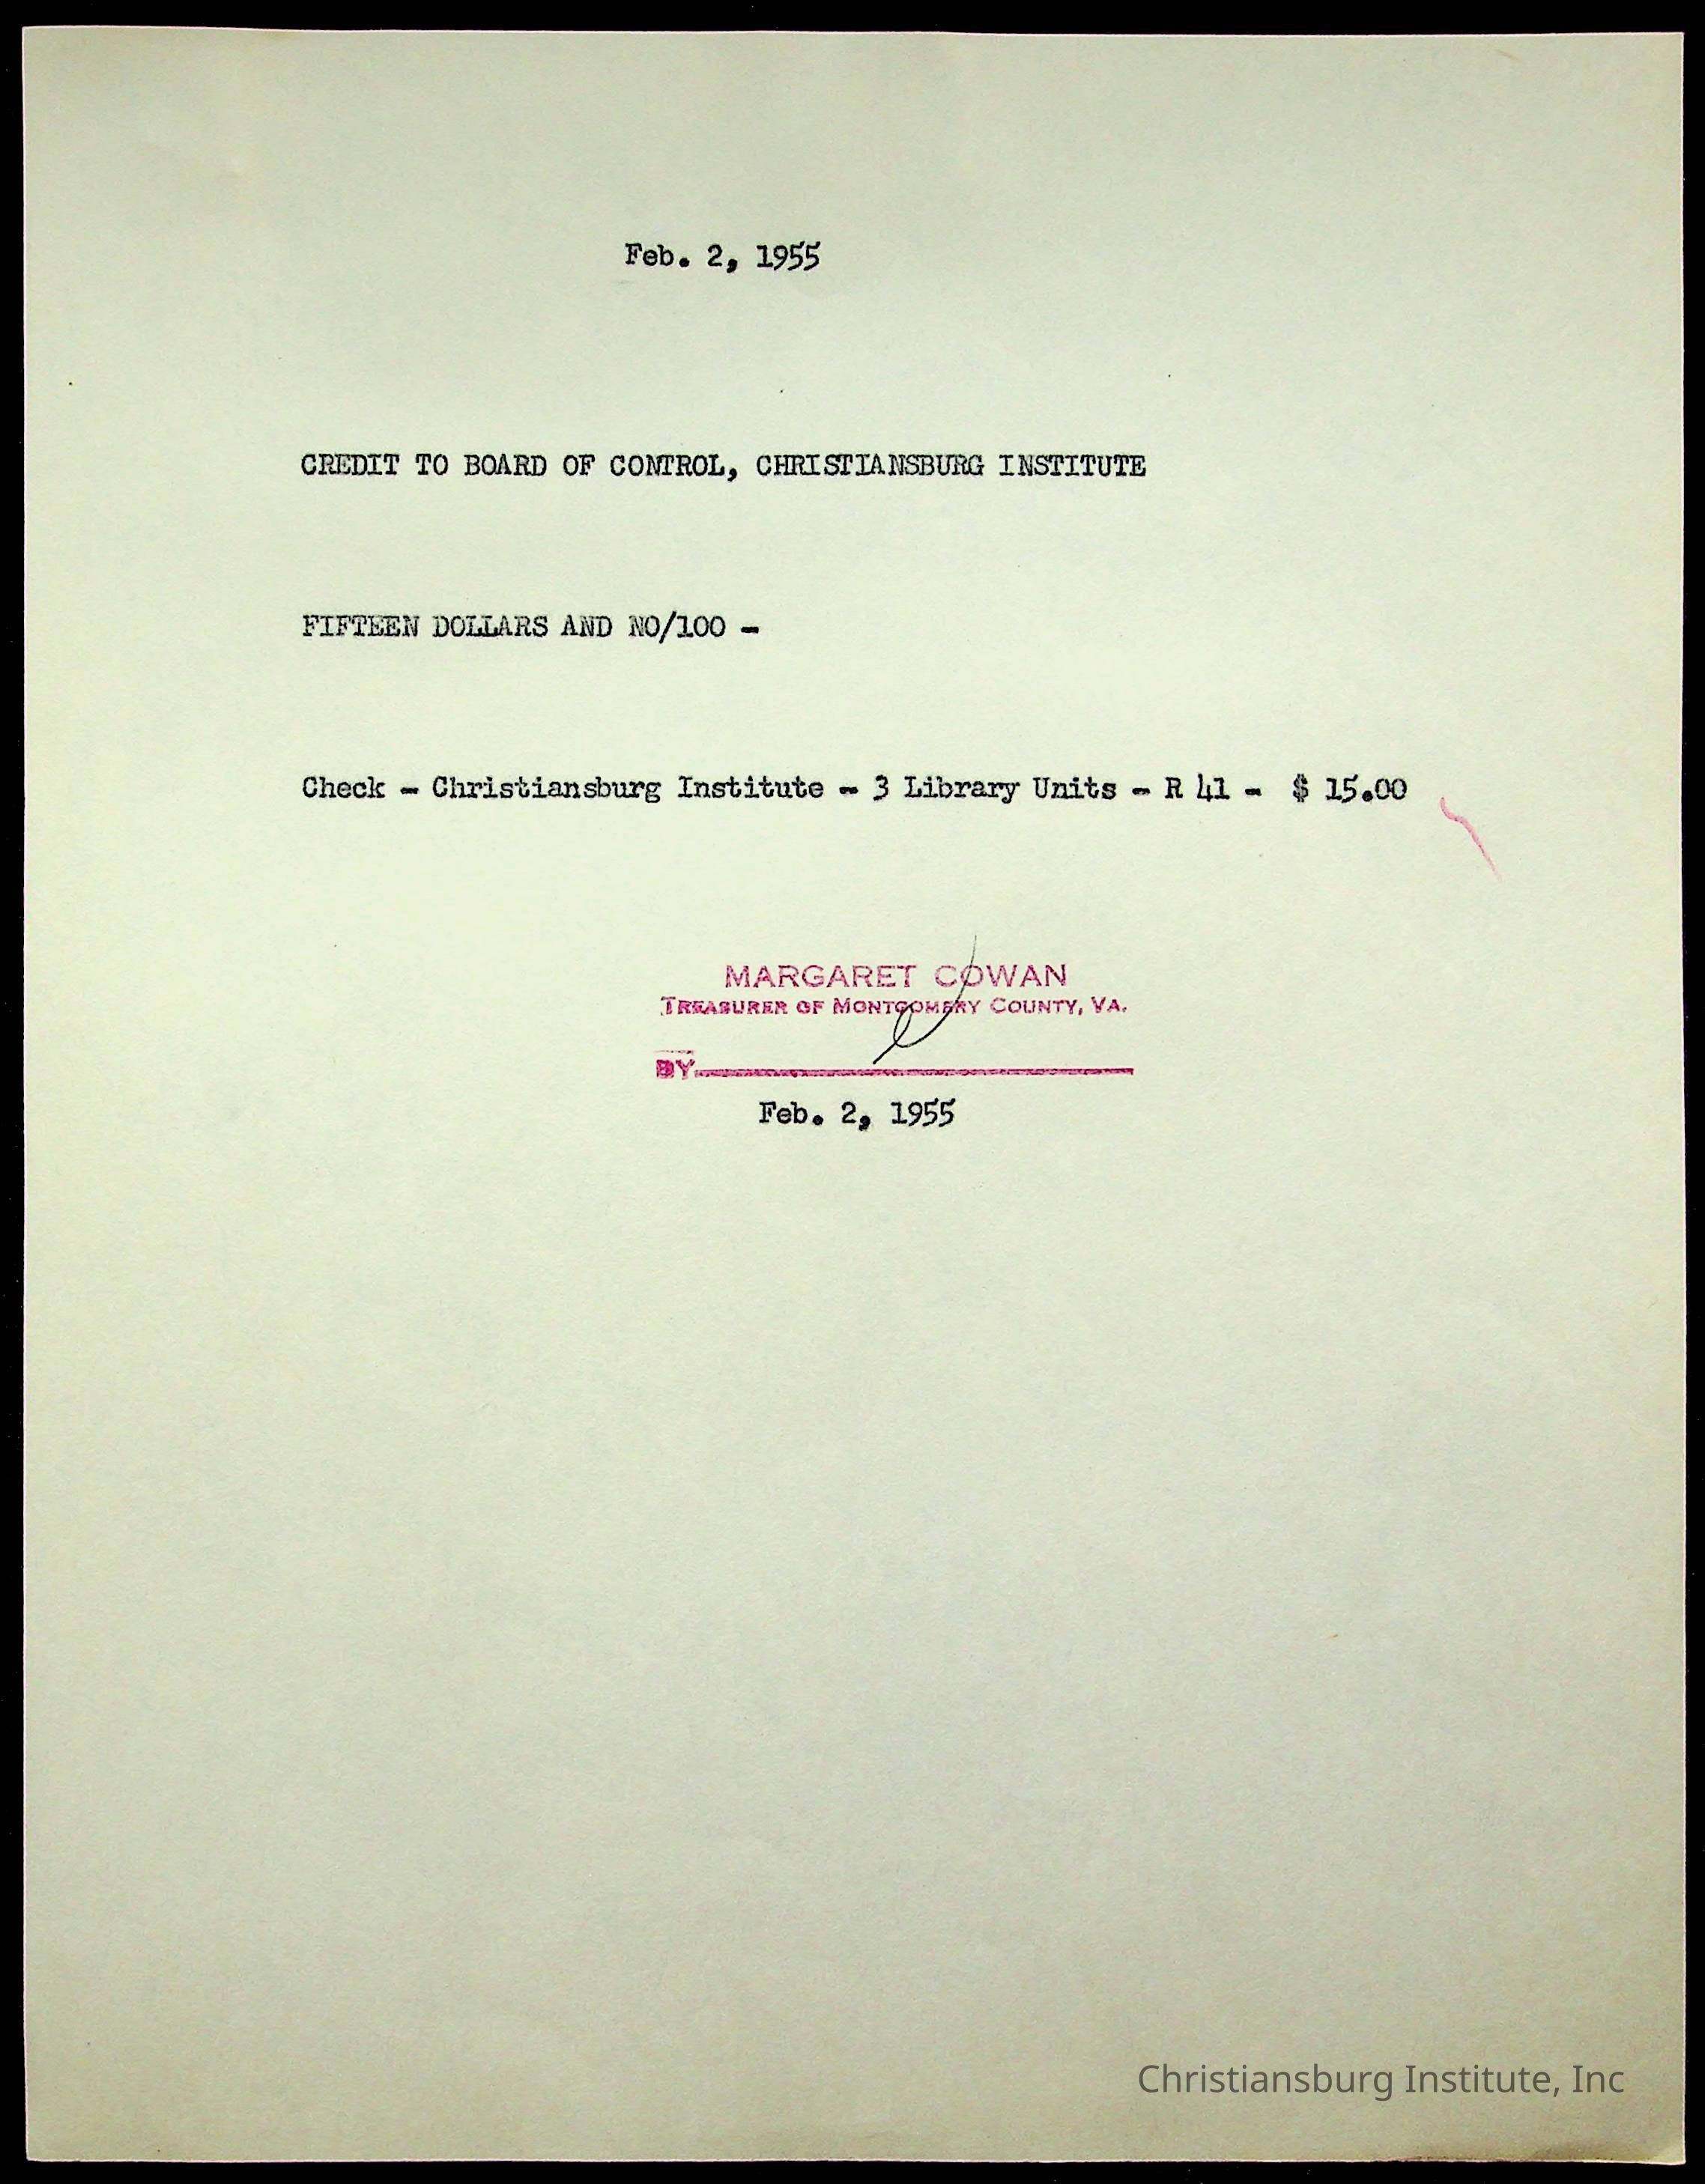 Feb. 2, 1955
CREDIT TO BOARD OF CONTROL, CHRISTIANSBURG INSTITUTE
FIFTEEN DOLLARS AND NO/100 -
Check - Christiansburg Institute - 3 Library Units - R 41 - $ 15.00
MARGARET COWAN
TREASURER OF MONTGOMERY COUNTY, VA.
BY
Feb. 2, 1955
Christiansburg Institute, Inc